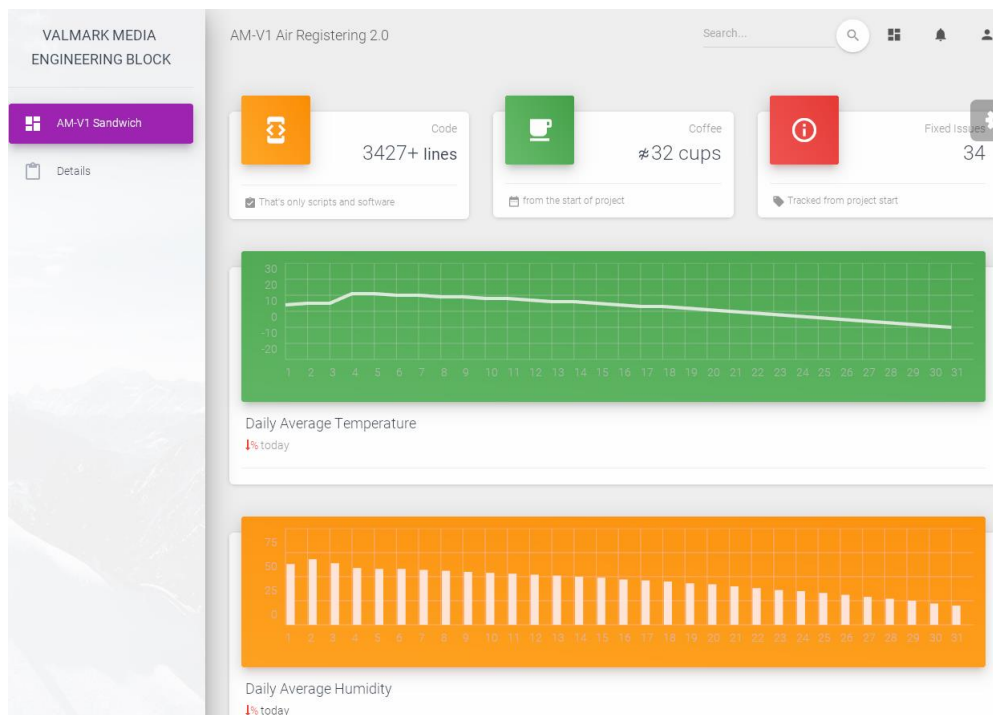 VALMARK MEDIA
ENGINEERING BLOCK
AM-V1 Sandwich
Details
AM-V1 Air Registering 2.0
Search...
Code
3427+ lines
That's only scripts and software
Coffee
≉32 cups
from the start of project
Fixed Issues
34
Tracked from project start
30
20
10
0
-10
-20
1 2 3 4 5 6 7 8 9 10 11 12 13 14 15 16 17 18 19 20 21 22 23 24 25 26 27 28 29 30 31
Daily Average Temperature
% today
75
50
25
0
1 2 3 4 5 6 7 8 9 10 11 12 13 14 15 16 17 18 19 20 21 22 23 24 25 26 27 28 29 30 31
Daily Average Humidity
% today